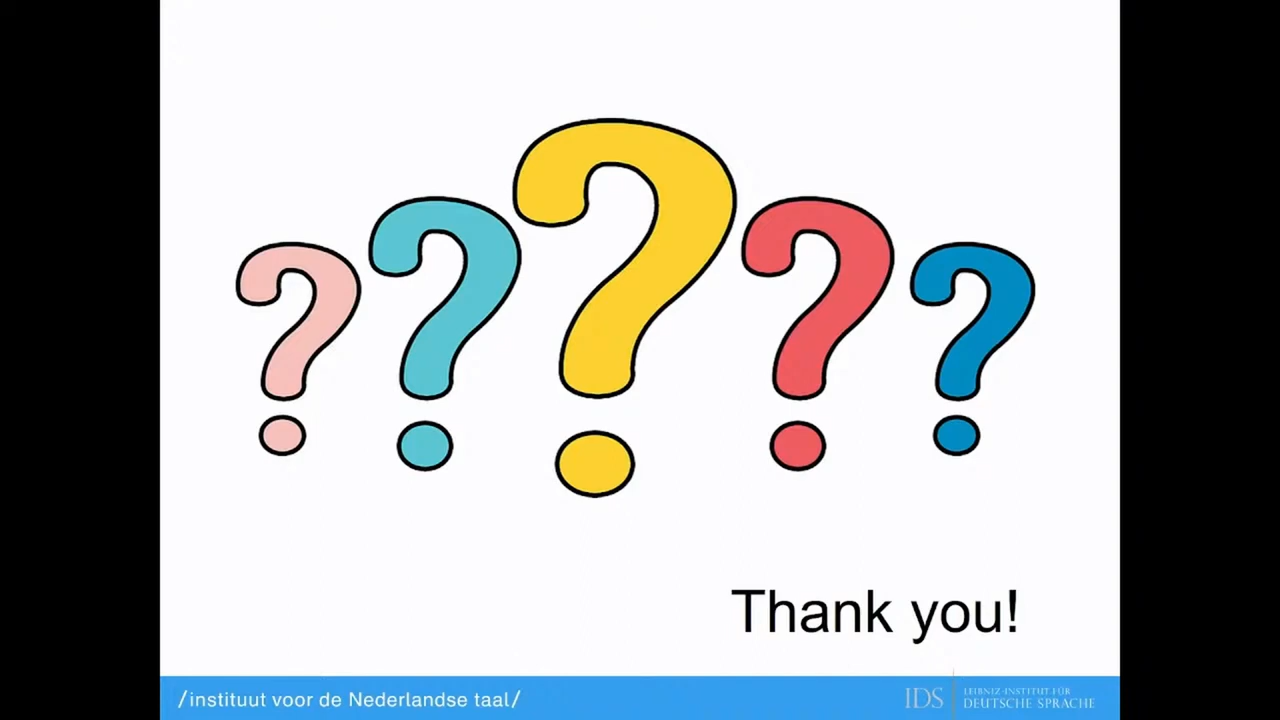 ? ? ? ? ?
Thank you!
/instituut voor de Nederlandse taal/
IDS
LEIBNIZ-INSTITUT FÜR
DEUTSCHE SPRACHE